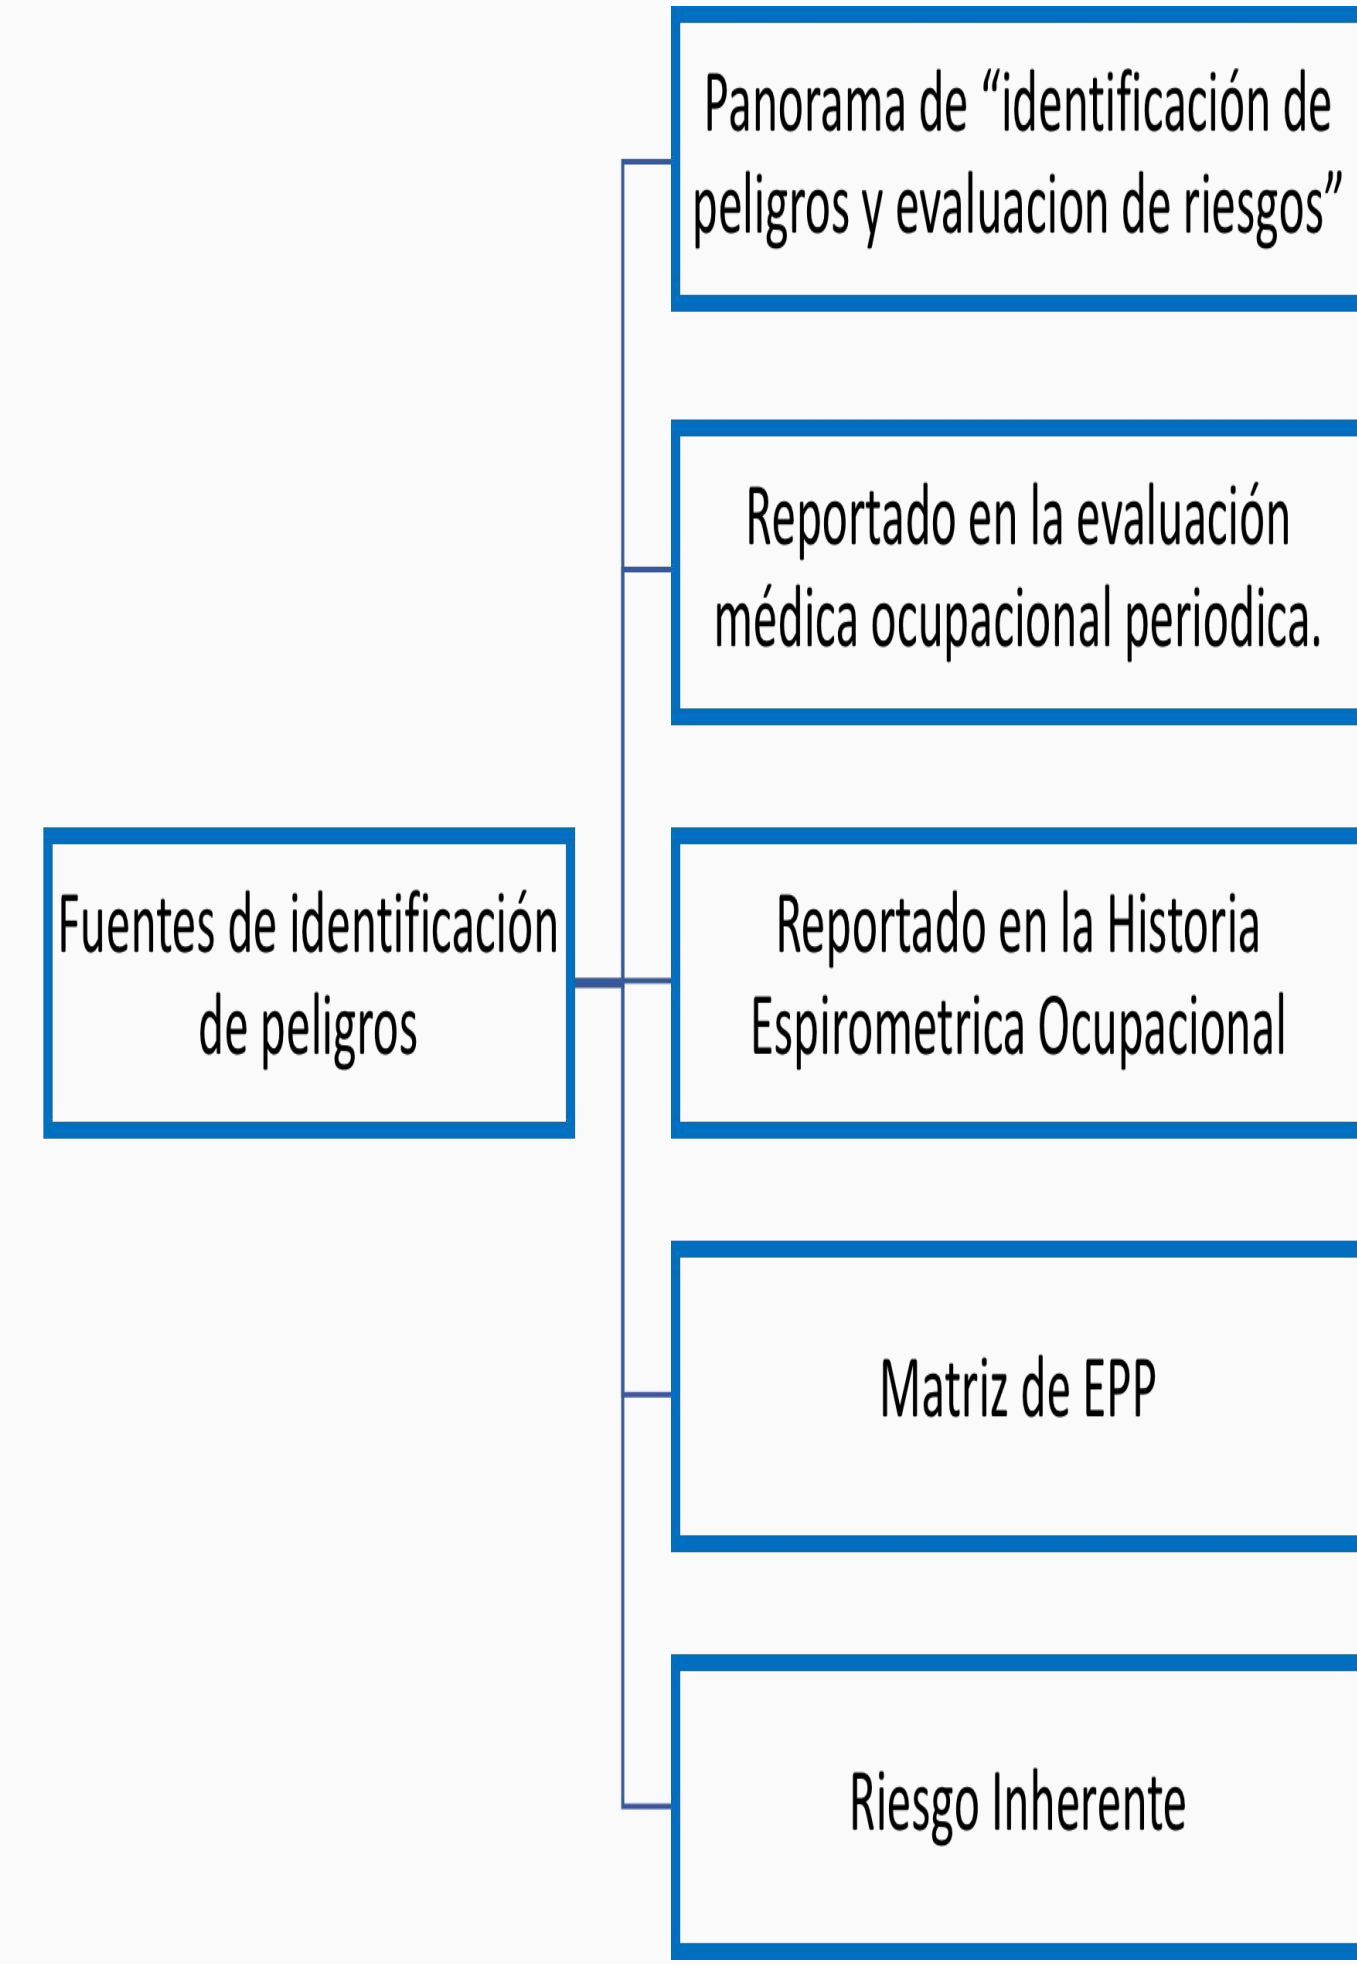 Panorama de “identificación de
peligros y evaluacion de riesgos”
Reportado en la evaluación
médica ocupacional periodica.
Fuentes de identificación
de peligros
Reportado en la Historia
Espirometrica Ocupacional
Matriz de EPP
Riesgo Inherente